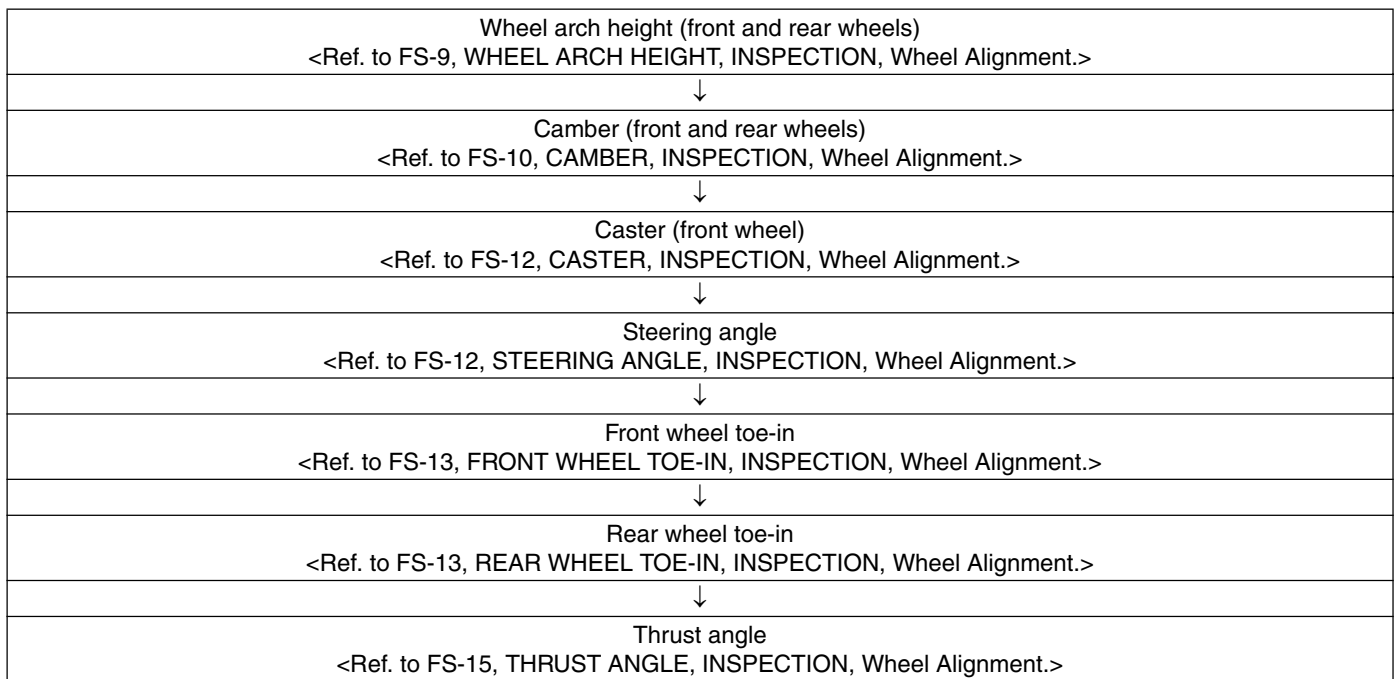 Wheel arch height (front and rear wheels)
<Ref. to FS-9, WHEEL ARCH HEIGHT, INSPECTION, Wheel Alignment.>
↓
Camber (front and rear wheels)
<Ref. to FS-10, CAMBER, INSPECTION, Wheel Alignment.>
↓
Caster (front wheel)
<Ref. to FS-12, CASTER, INSPECTION, Wheel Alignment.>
↓
Steering angle
<Ref. to FS-12, STEERING ANGLE, INSPECTION, Wheel Alignment.>
↓
Front wheel toe-in
<Ref. to FS-13, FRONT WHEEL TOE-IN, INSPECTION, Wheel Alignment.>
↓
Rear wheel toe-in
<Ref. to FS-13, REAR WHEEL TOE-IN, INSPECTION, Wheel Alignment.>
↓
Thrust angle
<Ref. to FS-15, THRUST ANGLE, INSPECTION, Wheel Alignment.>